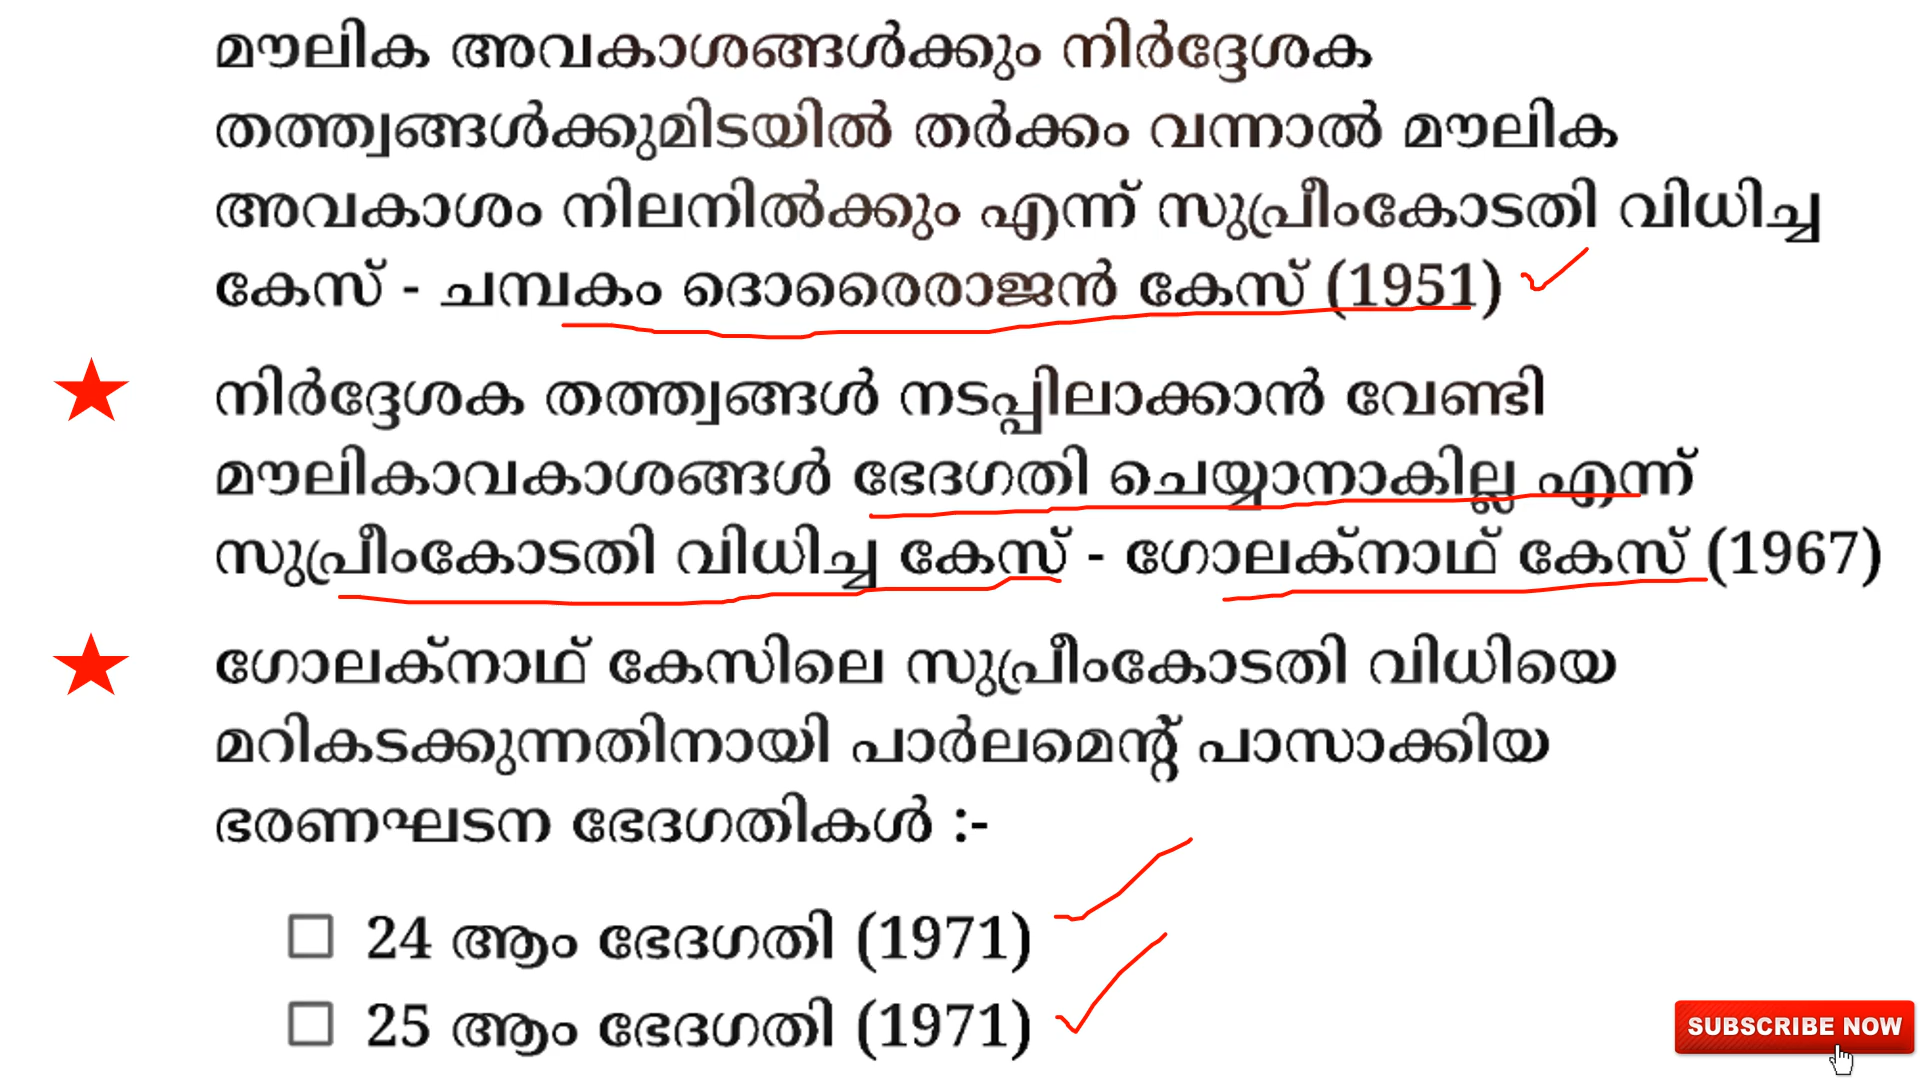 മൗലിക അവകാശങ്ങൾക്കും നിർദ്ദേശക
തത്ത്വങ്ങൾക്കുമിടയിൽ തർക്കം വന്നാൽ മൗലിക
അവകാശം നിലനിൽക്കും എന്ന് സുപ്രീംകോടതി വിധിച്ച
കേസ് - ചമ്പകം ദൊരൈരാജൻ കേസ് (1951)
നിർദ്ദേശക തത്ത്വങ്ങൾ നടപ്പിലാക്കാൻ വേണ്ടി
മൗലികാവകാശങ്ങൾ ഭേദഗതി ചെയ്യാനാകില്ല എന്ന്
സുപ്രീംകോടതി വിധിച്ച കേസ് - ഗോലക്നാഥ് കേസ് (1967)
ഗോലക്നാഥ് കേസിലെ സുപ്രീംകോടതി വിധിയെ
മറികടക്കുന്നതിനായി പാർലമെന്റ് പാസാക്കിയ
ഭരണഘടന ഭേദഗതികൾ :-
24 ആം ഭേദഗതി (1971)
25 ആം ഭേദഗതി (1971)
SUBSCRIBE NOW